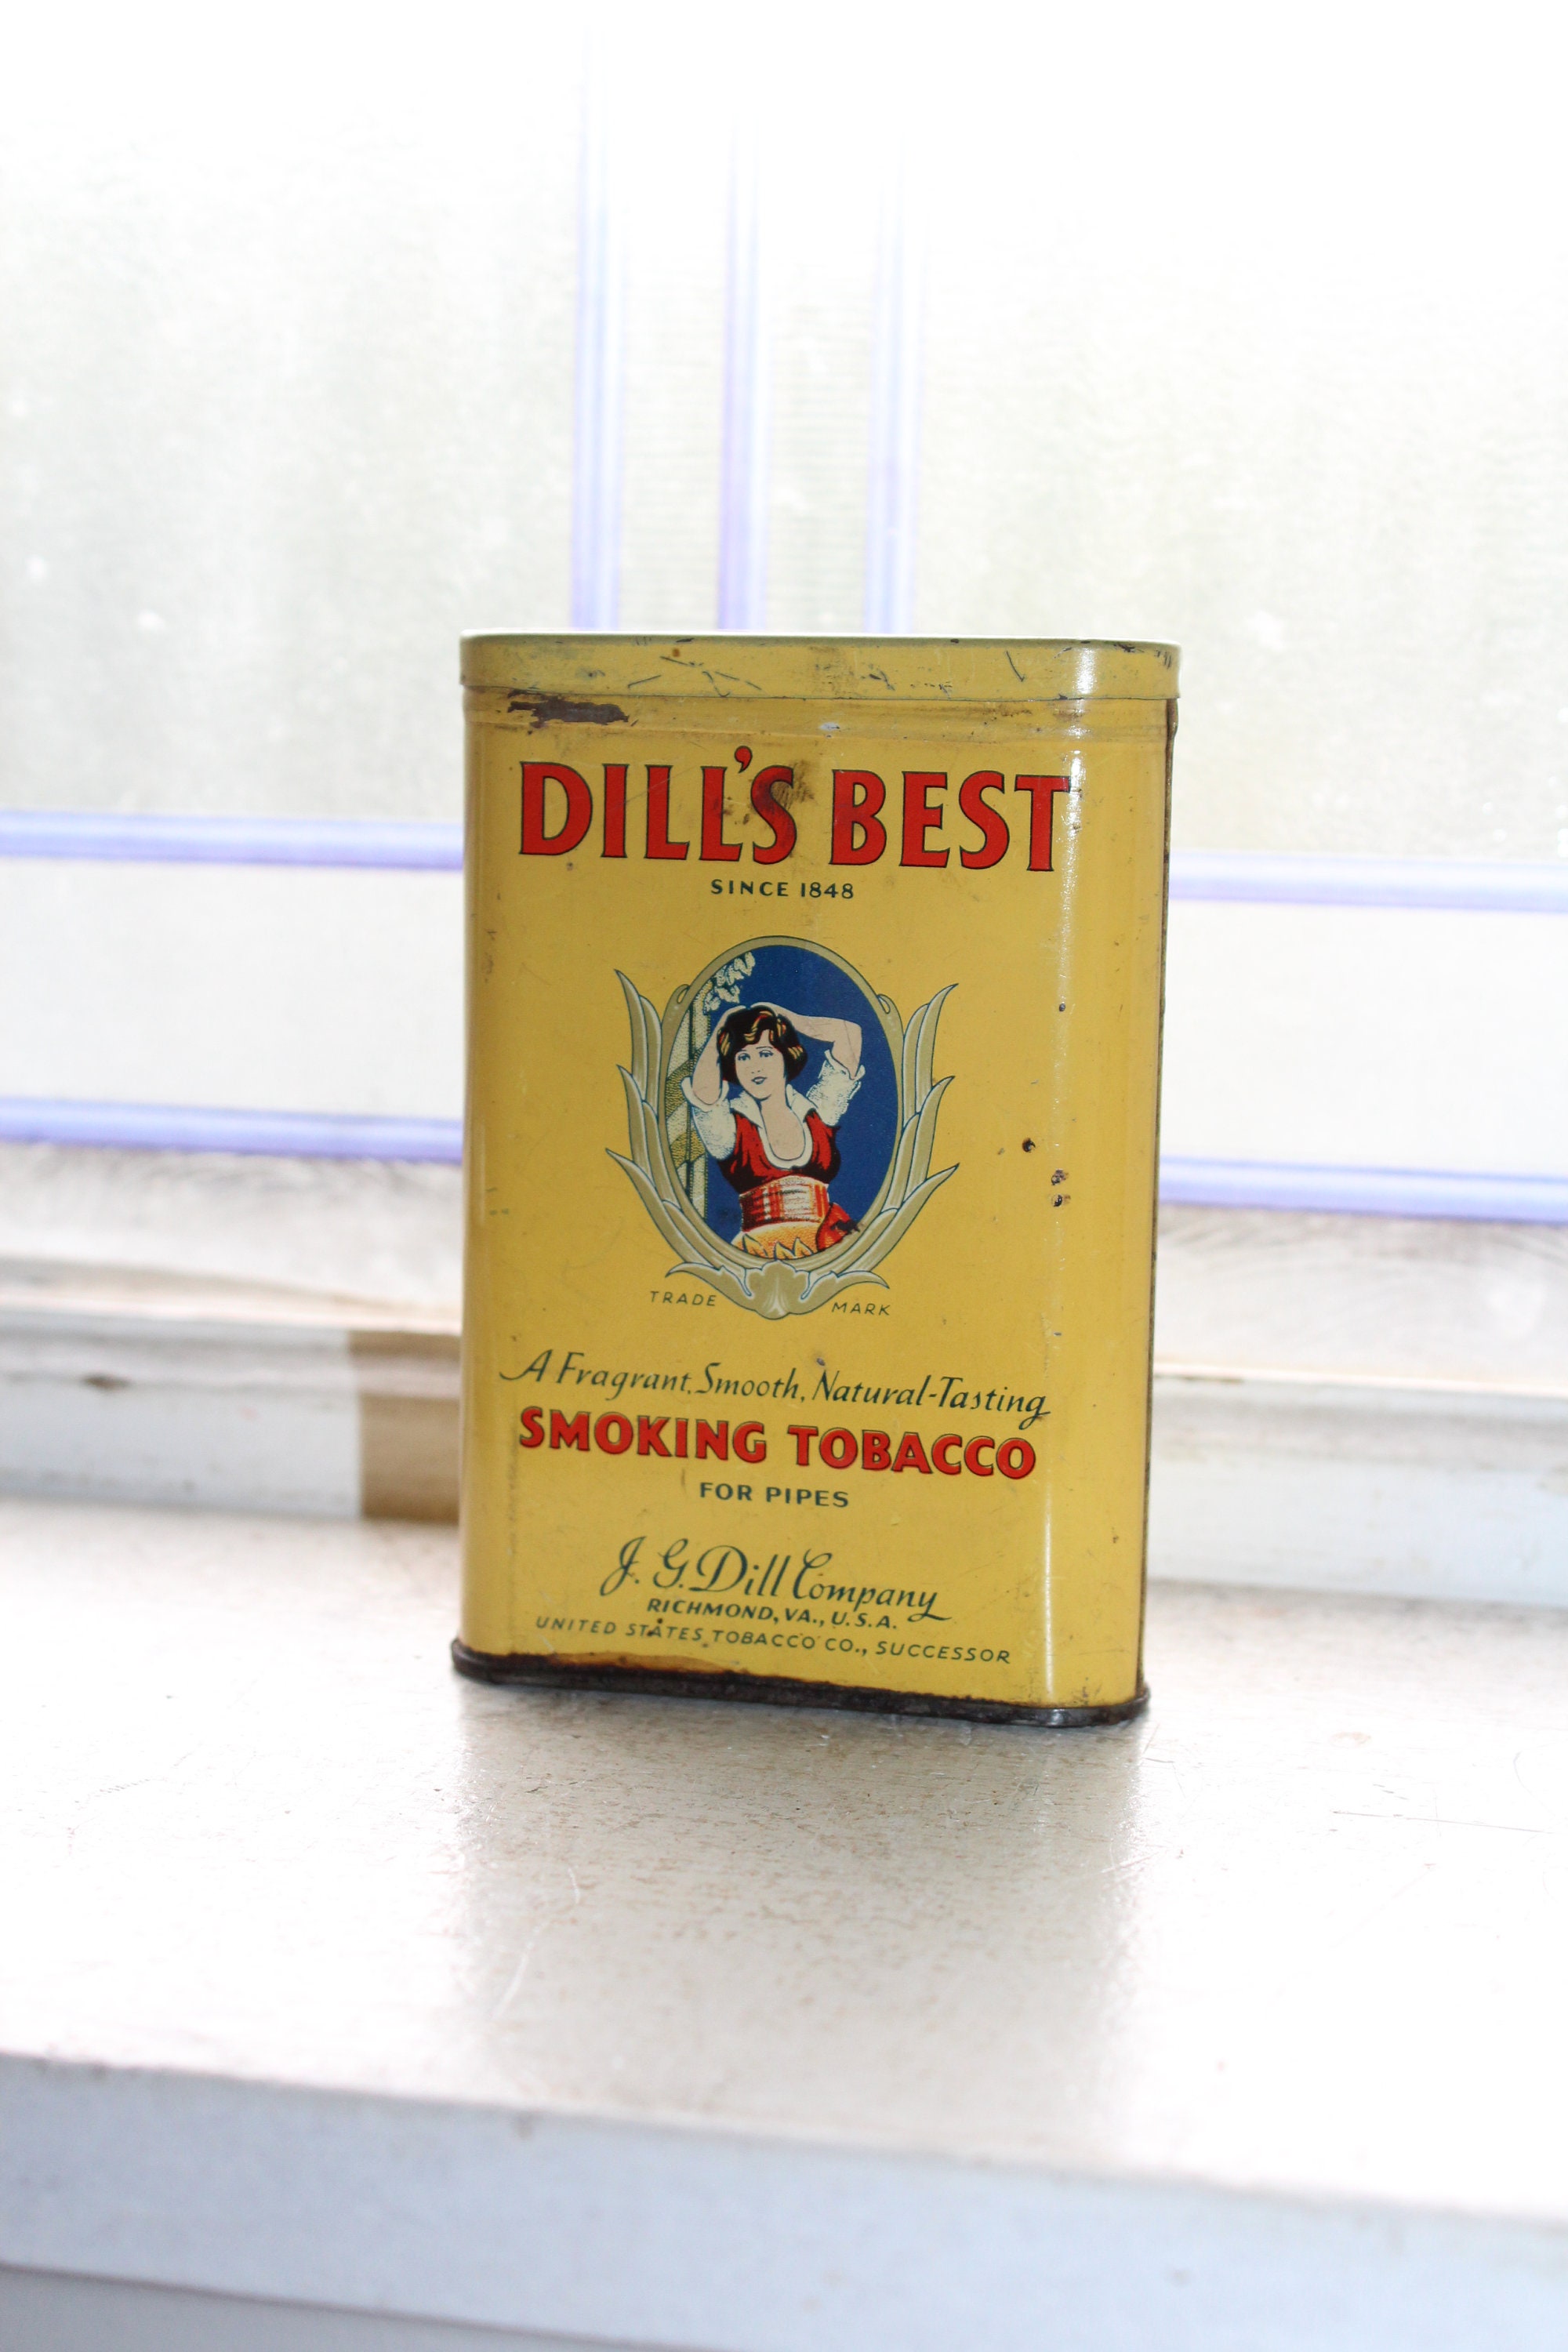 DILL'S BEST
SINCE 1848
TRADE MARK
A Fragrant, Smooth, Natural-Tasting
SMOKING TOBACCO
FOR PIPES
J. G. Dill Company
RICHMOND, VA., U.S.A.
UNITED STATES TOBACCO CO., SUCCESSOR